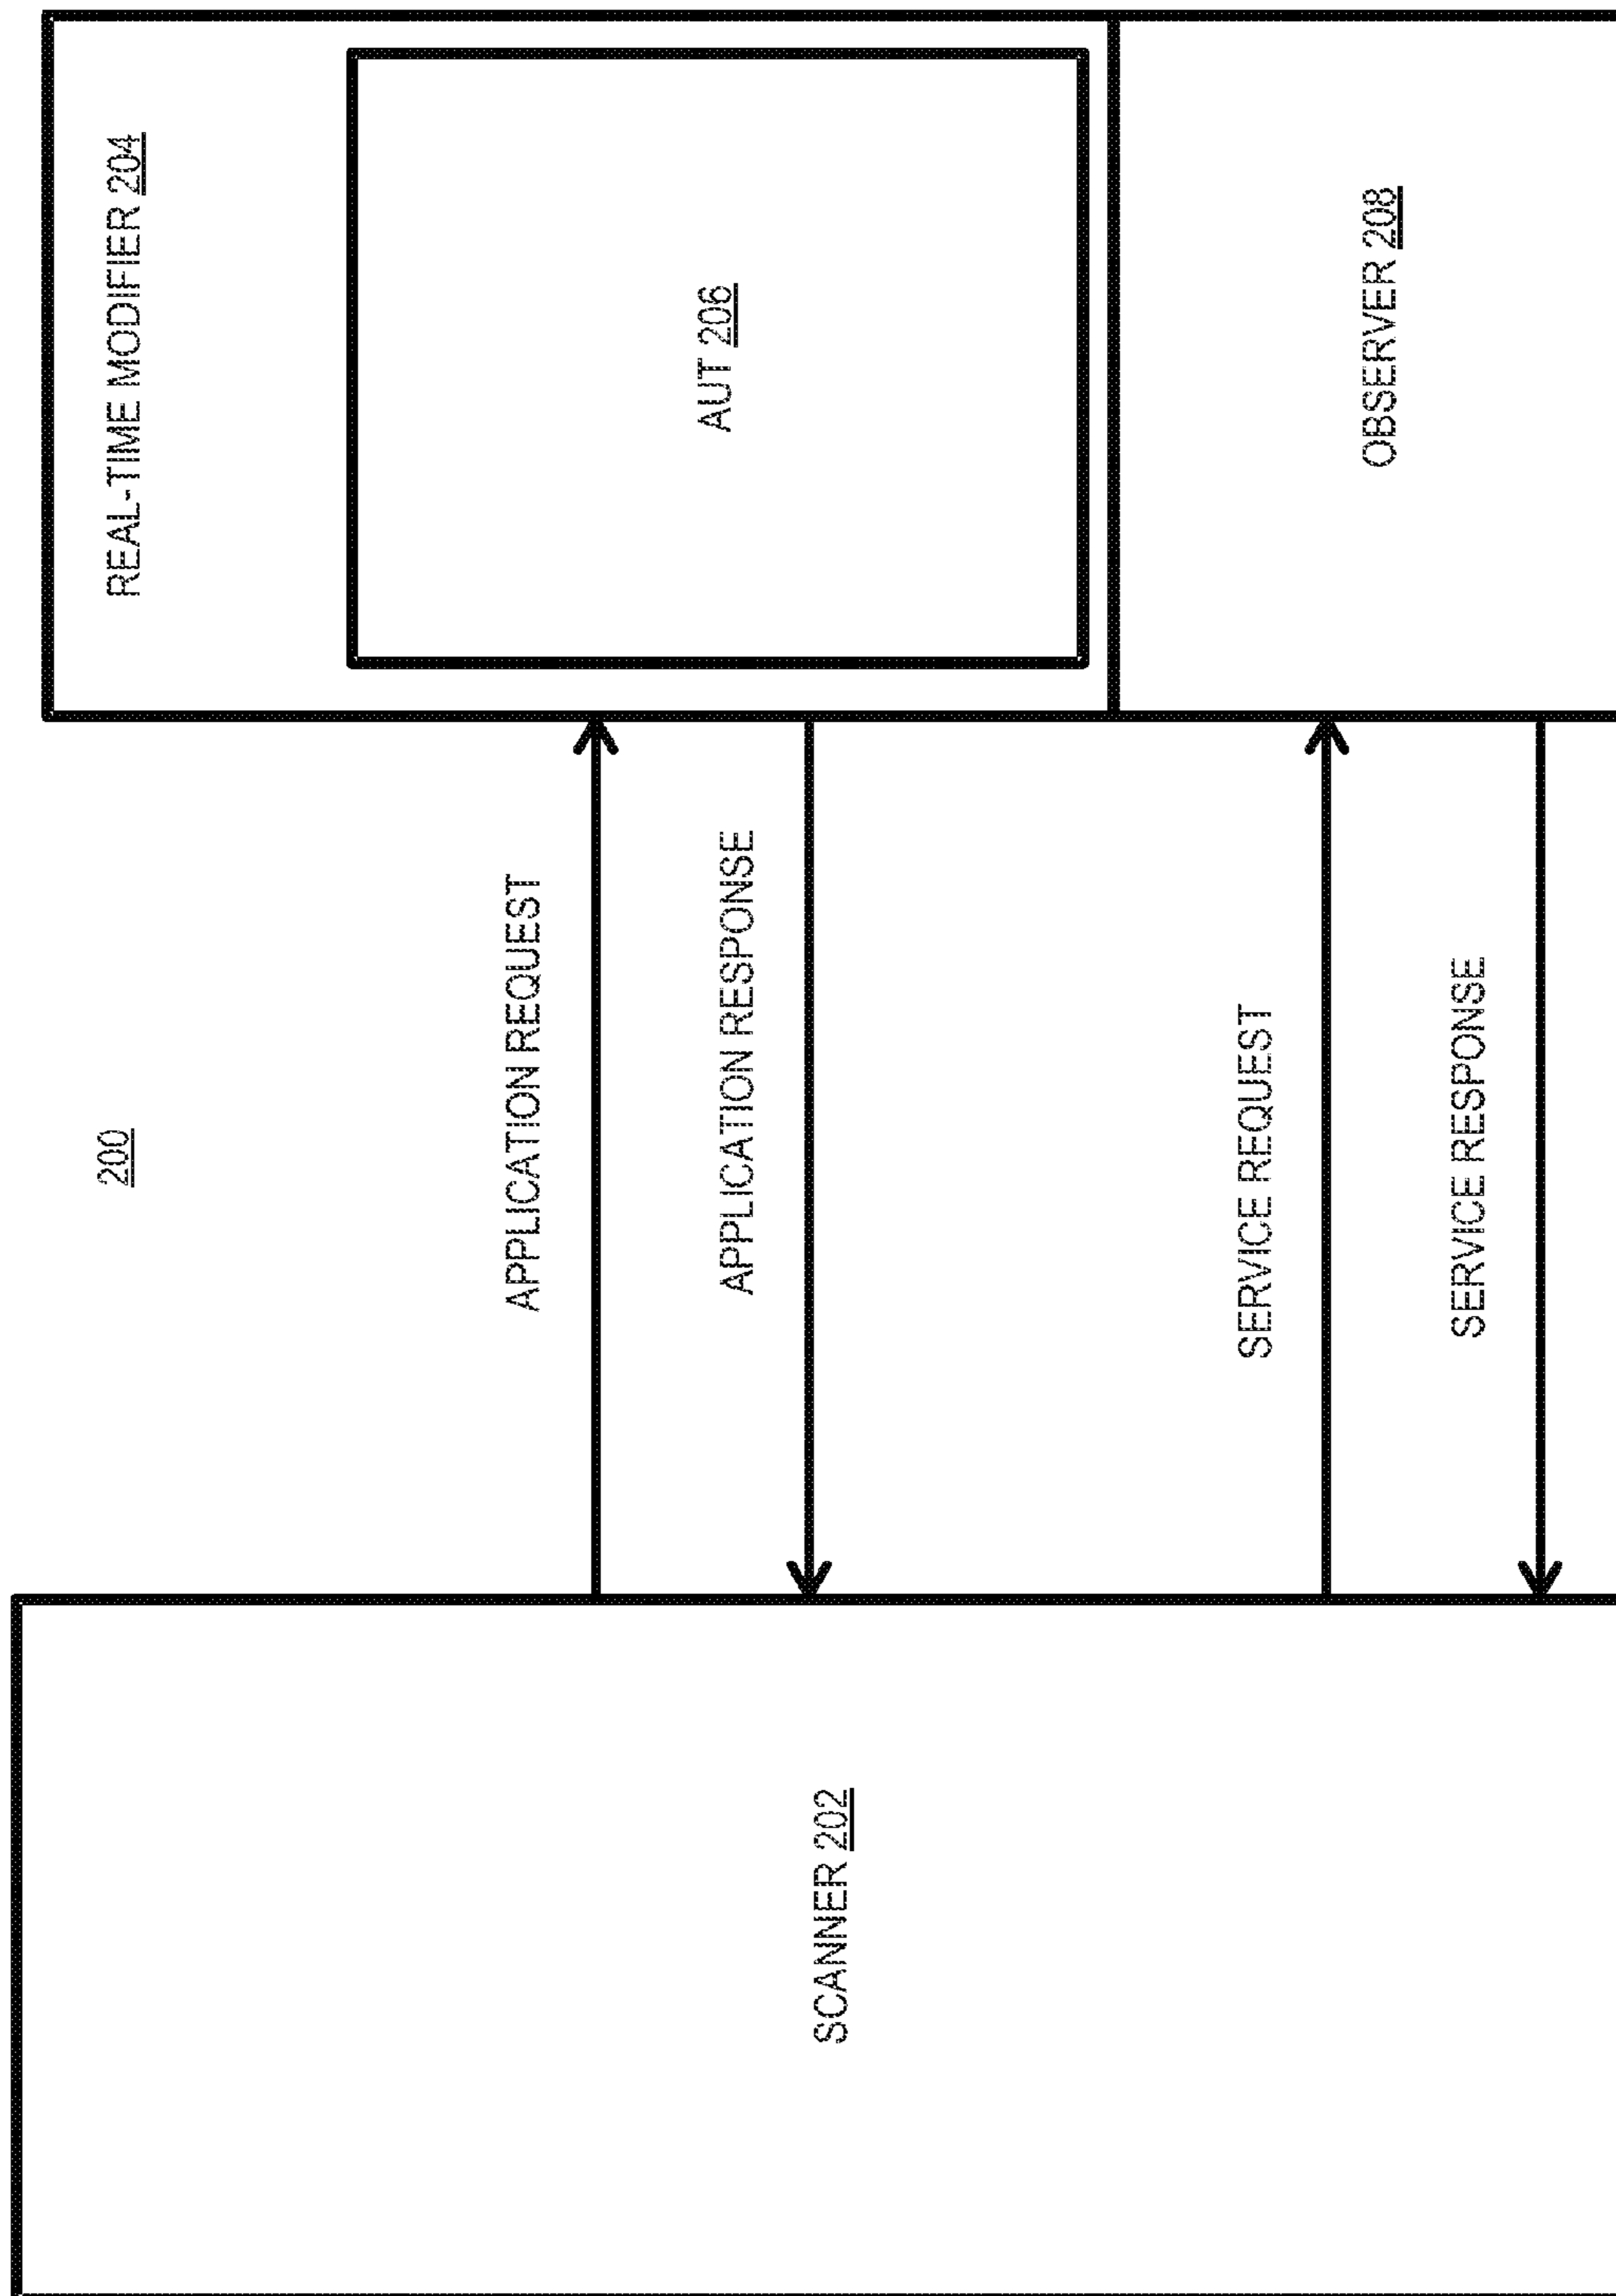 200
REAL-TIME MODIFIER 204
APPLICATION REQUEST
AUT 206
APPLICATION RESPONSE
SCANNER 202
SERVICE REQUEST
OBSERVER 208
SERVICE RESPONSE